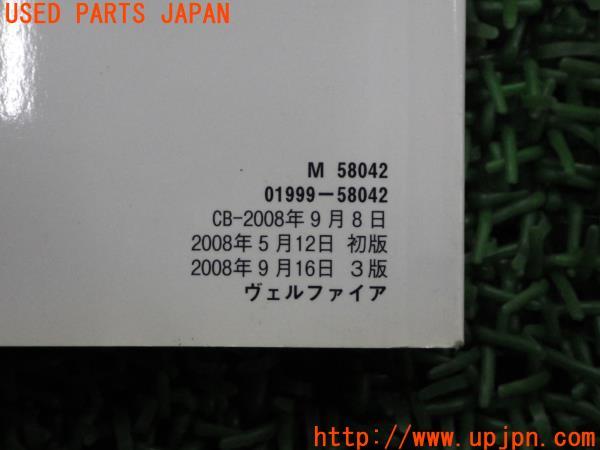 USED PARTS JAPAN
M 58042
01999-58042
CB-2008年9月8日
2008年5月12日 初版
2008年9月16日 3版
ヴェルファイア
http://www.upjpn.com/